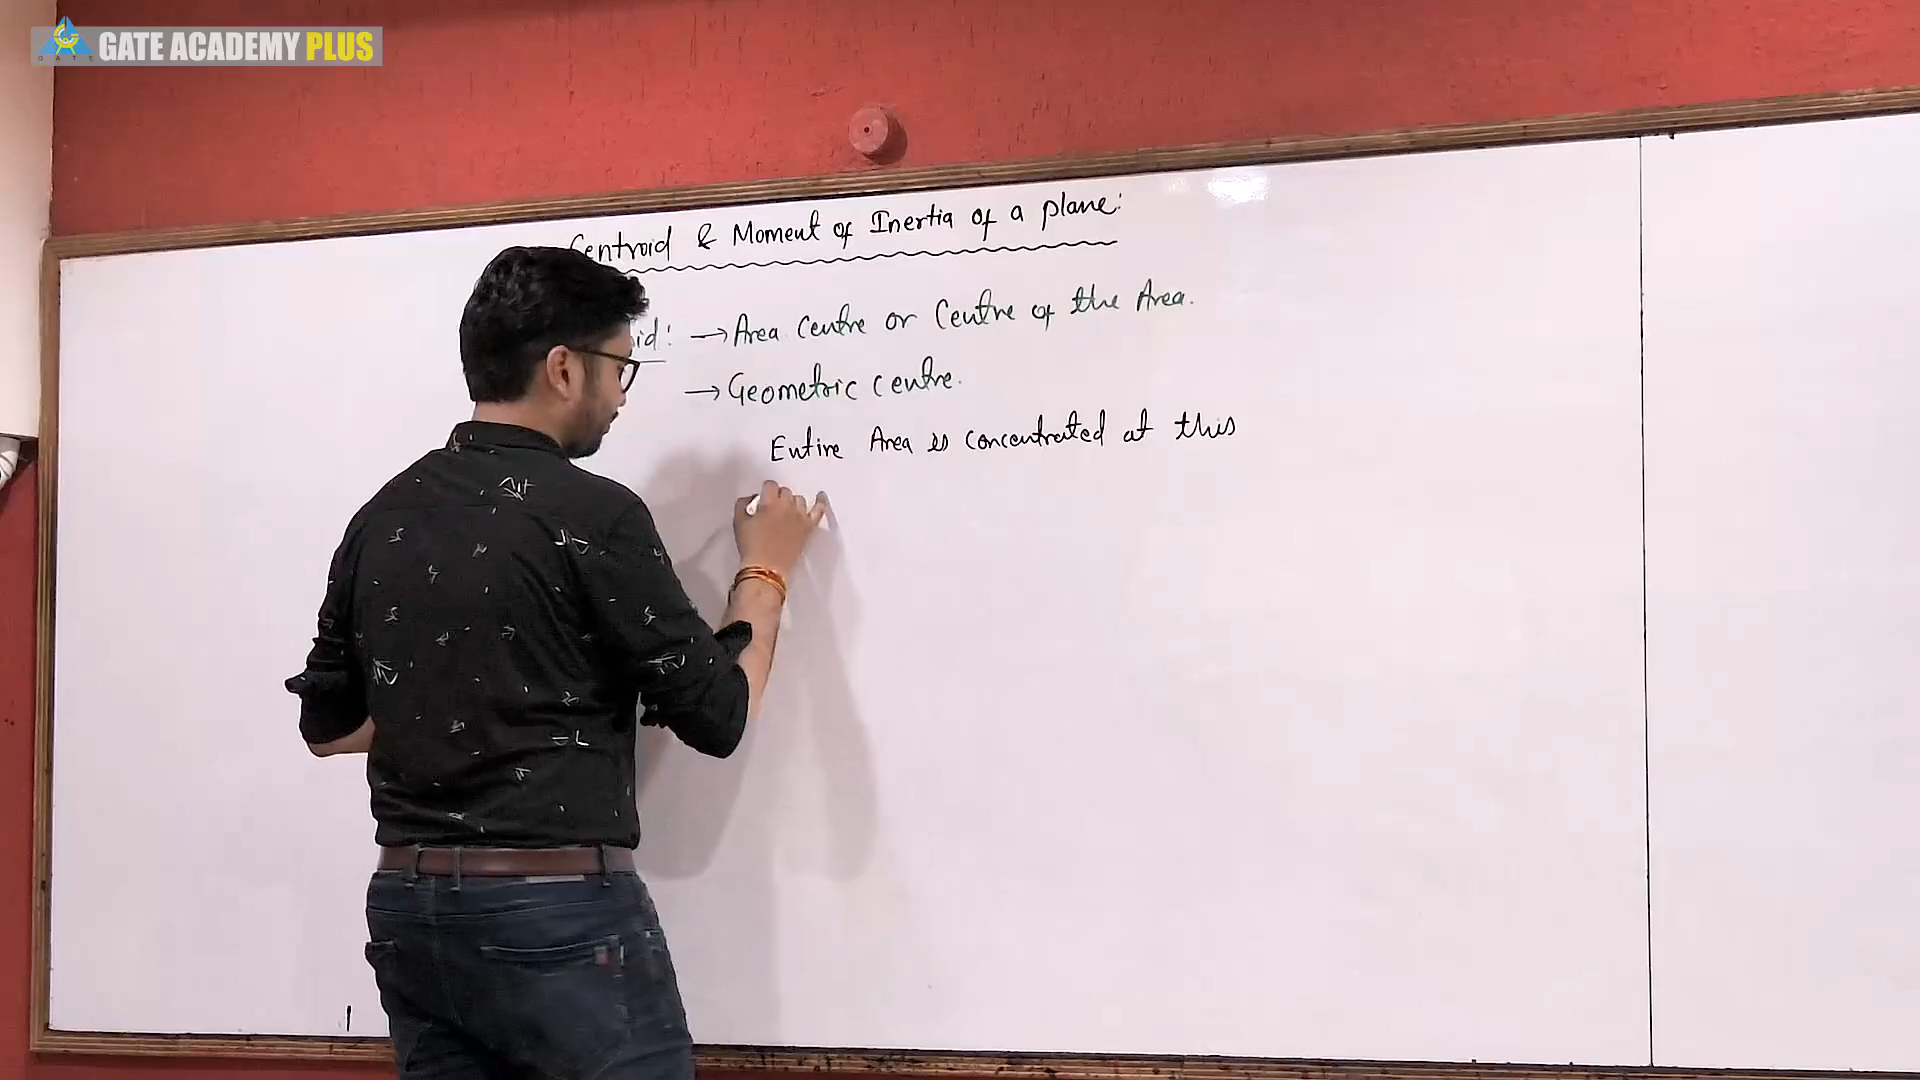 GATE ACADEMY PLUS
GATE
Centroid & Moment of Inertia of a plane:
→ Area Centre or Centre of the Area.
→ Geometric centre.
Entire Area is concentrated at this